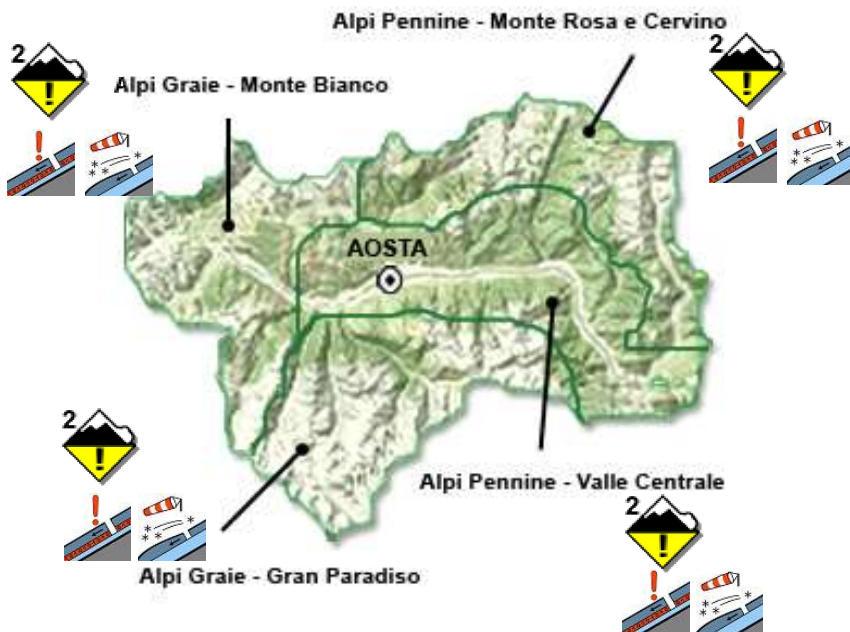 Alpi Pennine - Monte Rosa e Cervino
2
!
2
!
Alpi Graie - Monte Bianco
!
!
AOSTA
2
!
Alpi Pennine - Valle Centrale
2
!
!
Alpi Graie - Gran Paradiso
!